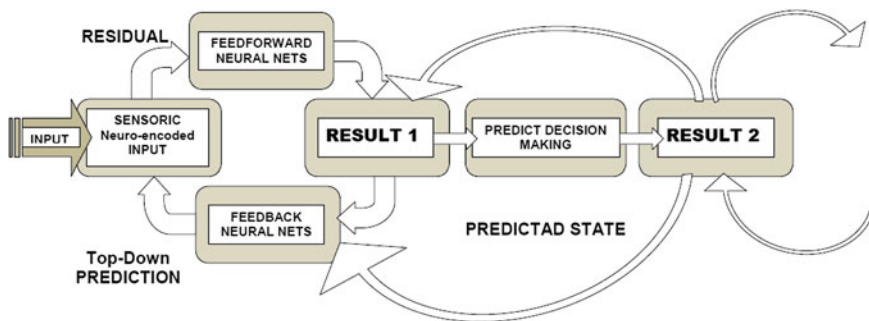 RESIDUAL
FEEDFORWARD
NEURAL NETS
INPUT
SENSORIC
Neuro-encoded
INPUT
RESULT 1
PREDICT DECISION
MAKING
RESULT 2
FEEDBACK
NEURAL NETS
PREDICTAD STATE
Top-Down
PREDICTION